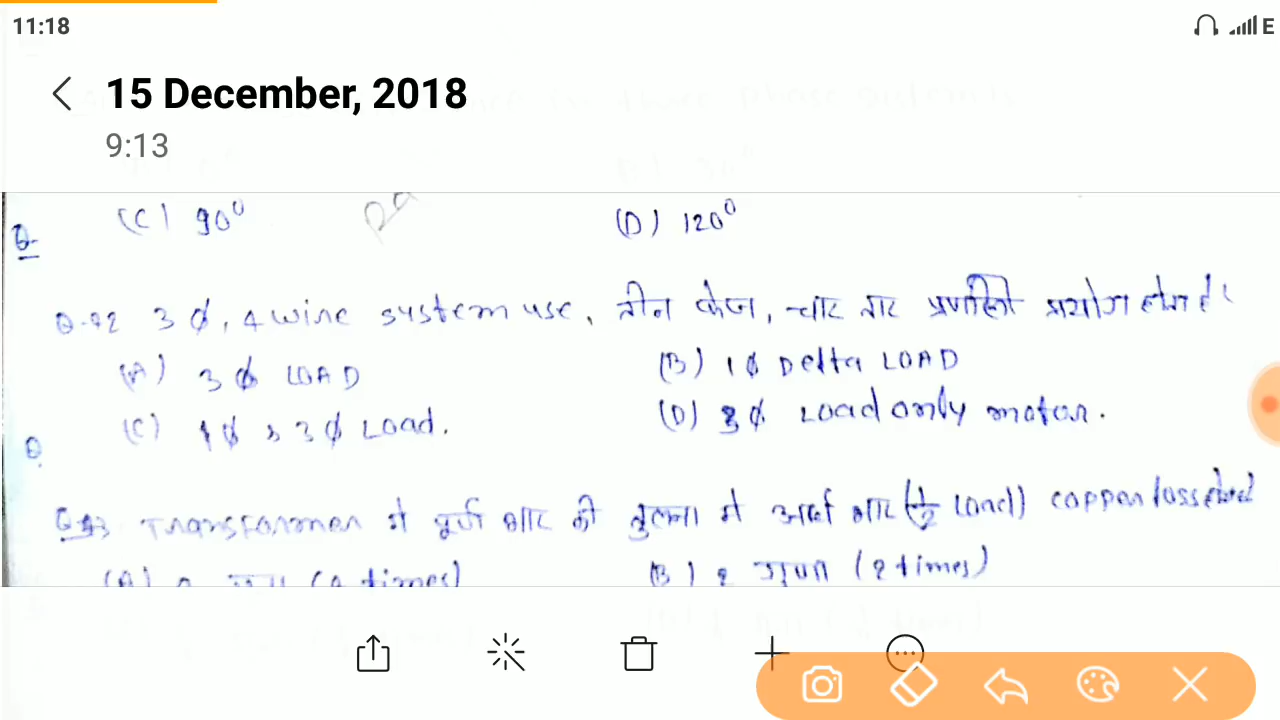 11:18 E
15 December, 2018
9:13
(C) 90° (D) 120°
Q-
Q.42 3 Ø, 4 wire system use, तीन फेज, चार तार प्रणाली प्रयोग होता है।
(A) 3 Ø LOAD (B) 1 Ø Delta LOAD
(C) 1 Ø 3 Ø Load. (D) 3 Ø Load only motor.
Q
Q.43 Transformer में पूर्ण भार की तुलना में अर्द्ध भार (1/2 Load) copper loss होता है
(A) (times) (B) 2 गुणा (2 times)